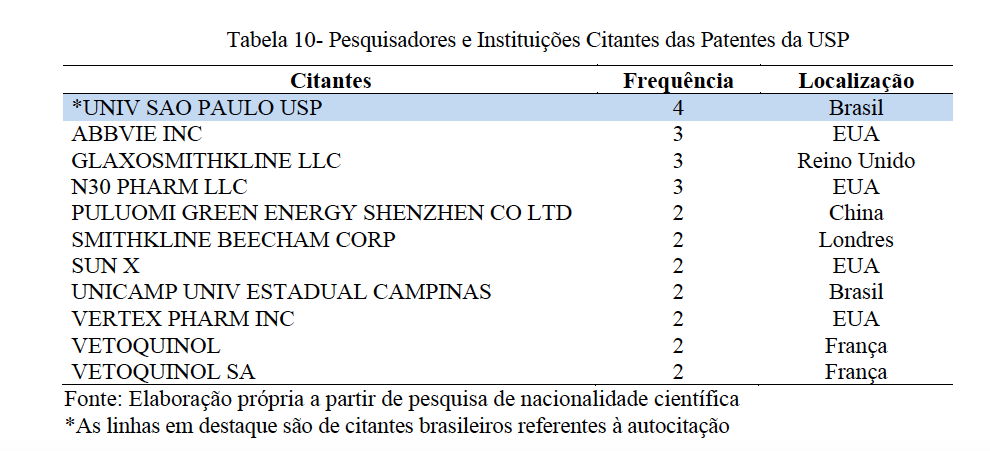 Tabela 10- Pesquisadores e Instituições Citantes das Patentes da USP
Citantes Frequência Localização
*UNIV SAO PAULO USP 4 Brasil
ABBVIE INC 3 EUA
GLAXOSMITHKLINE LLC 3 Reino Unido
N30 PHARM LLC 3 EUA
PULUOMI GREEN ENERGY SHENZHEN CO LTD 2 China
SMITHKLINE BEECHAM CORP 2 Londres
SUN X 2 EUA
UNICAMP UNIV ESTADUAL CAMPINAS 2 Brasil
VERTEX PHARM INC 2 EUA
VETOQUINOL 2 França
VETOQUINOL SA 2 França
Fonte: Elaboração própria a partir de pesquisa de nacionalidade científica
*As linhas em destaque são de citantes brasileiros referentes à autocitação